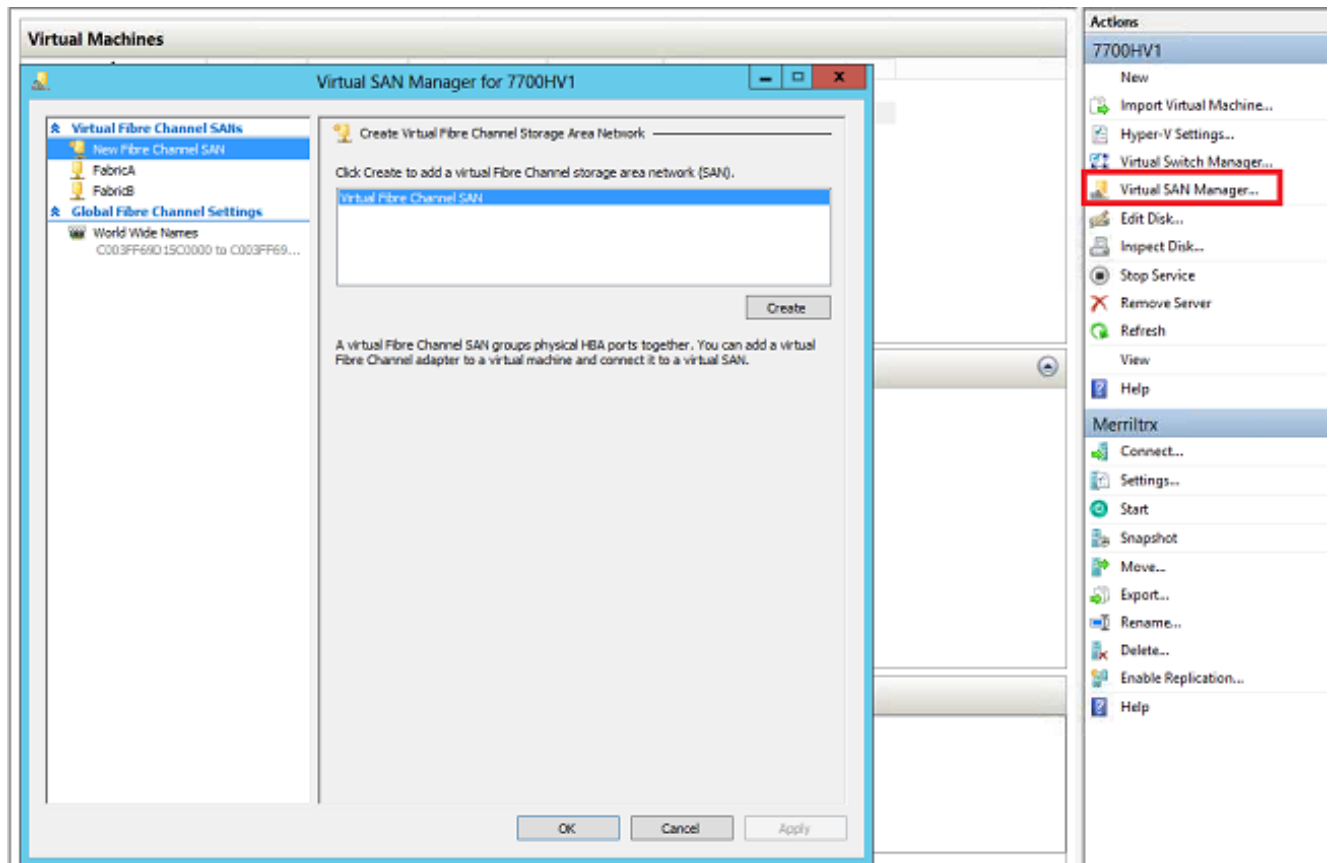 Virtual Machines
Virtual SAN Manager for 7700HV1
Virtual Fibre Channel SANs
New Fibre Channel SAN
FabricA
FabricB
Global Fibre Channel Settings
World Wide Names
C003FF69D15C0000 to C003FF69...
Create Virtual Fibre Channel Storage Area Network
Click Create to add a virtual Fibre Channel storage area network (SAN).
Virtual Fibre Channel SAN
Create
A virtual Fibre Channel SAN groups physical HBA ports together. You can add a virtual
Fibre Channel adapter to a virtual machine and connect it to a virtual SAN.
OK
Cancel
Apply
Actions
7700HV1
New
Import Virtual Machine...
Hyper-V Settings...
Virtual Switch Manager...
Virtual SAN Manager...
Edit Disk...
Inspect Disk...
Stop Service
Remove Server
Refresh
View
Help
Merriltrx
Connect...
Settings...
Start
Snapshot
Move...
Export...
Rename...
Delete...
Enable Replication...
Help